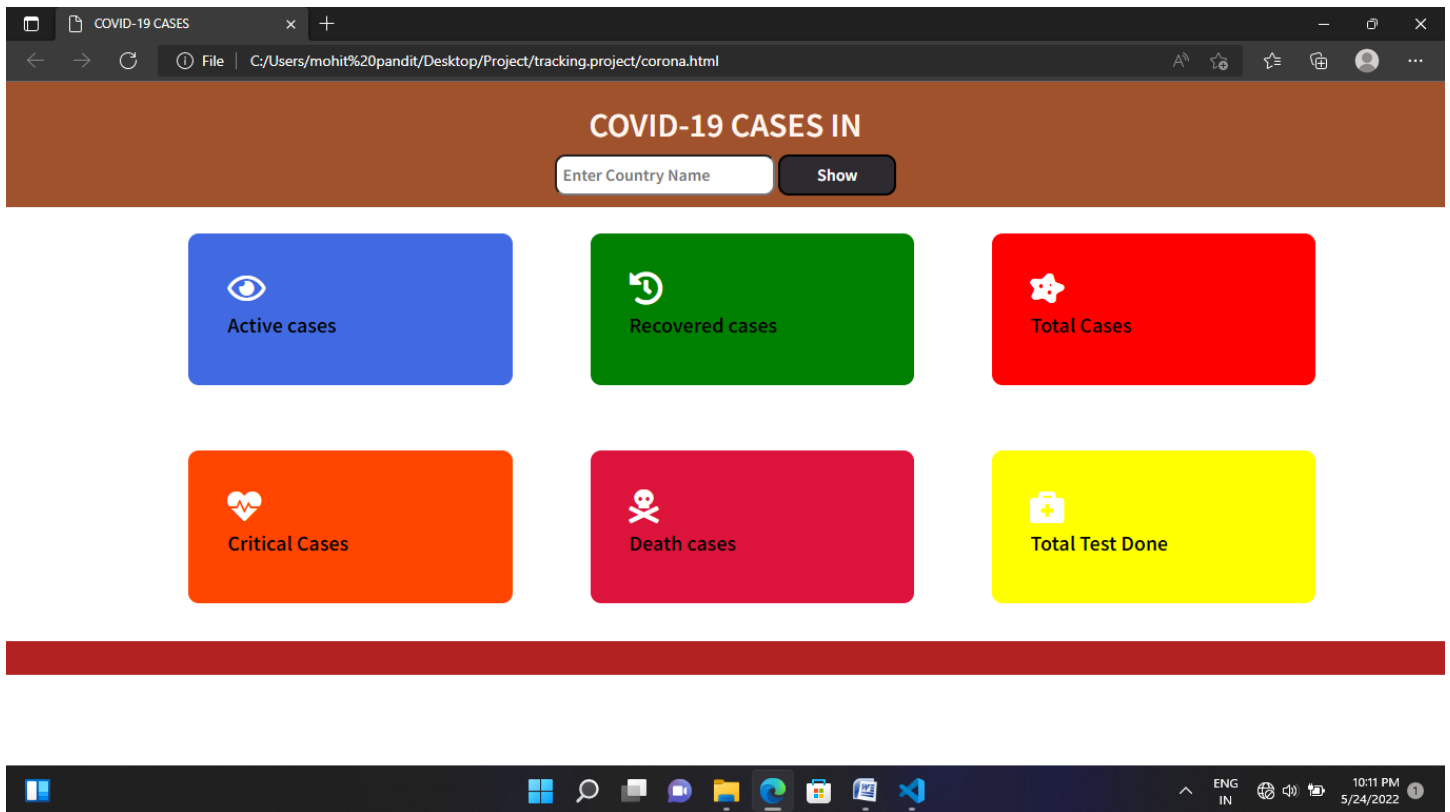 COVID-19 CASES
File | C:/Users/mohit%20pandit/Desktop/Project/tracking.project/corona.html
COVID-19 CASES IN
Enter Country Name Show
Active cases Recovered cases Total Cases
Critical Cases Death cases Total Test Done
ENG 10:11 PM
IN 5/24/2022 1